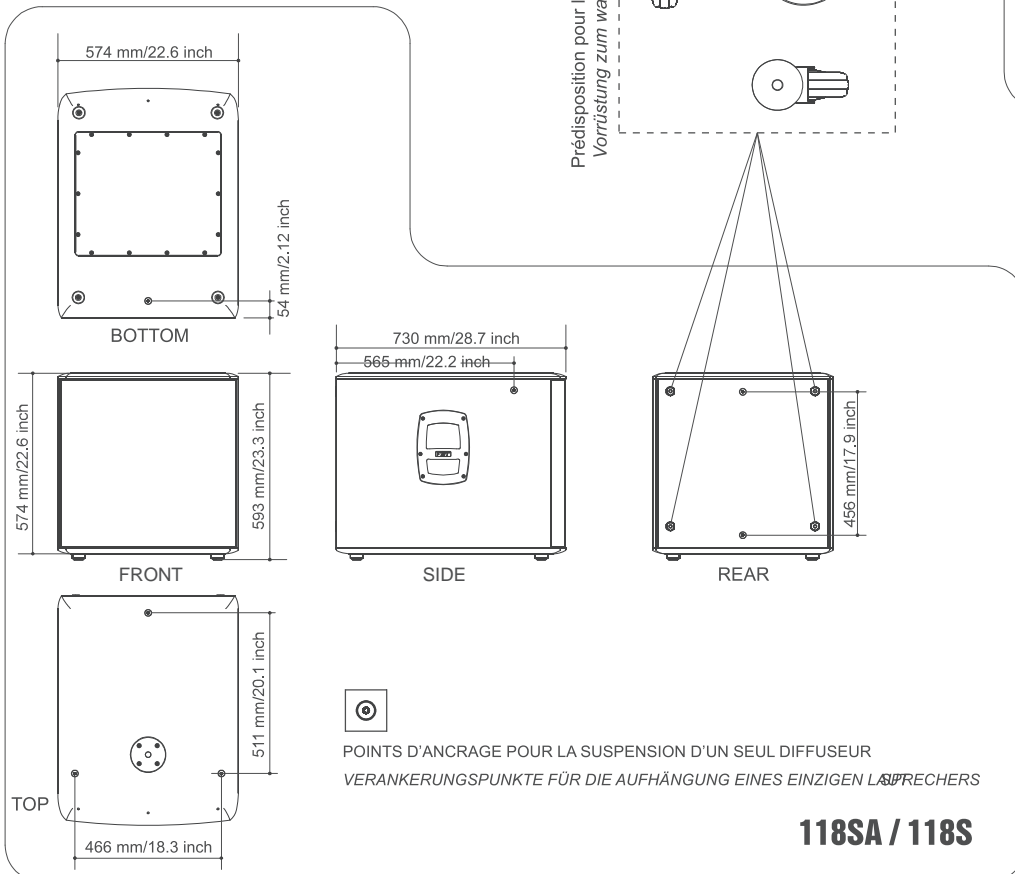 Prédisposition pour l
Vorrüstung zum wa
574 mm/22.6 inch
54 mm/2.12 inch
BOTTOM
730 mm/28.7 inch
565 mm/22.2 inch
574 mm/22.6 inch
593 mm/23.3 inch
456 mm/17.9 inch
FRONT
SIDE
REAR
511 mm/20.1 inch
TOP
466 mm/18.3 inch
POINTS D'ANCRAGE POUR LA SUSPENSION D'UN SEUL DIFFUSEUR
VERANKERUNGSPUNKTE FÜR DIE AUFHÄNGUNG EINES EINZIGEN
118SA / 118S